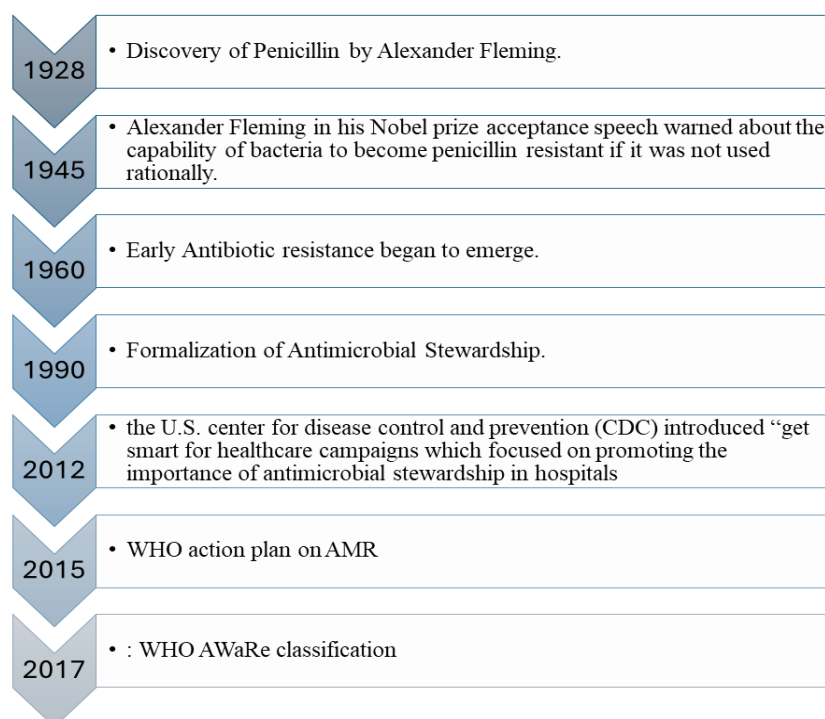 1928
• Discovery of Penicillin by Alexander Fleming.
1945
• Alexander Fleming in his Nobel prize acceptance speech warned about the
capability of bacteria to become penicillin resistant if it was not used
rationally.
1960
• Early Antibiotic resistance began to emerge.
1990
• Formalization of Antimicrobial Stewardship.
2012
• the U.S. center for disease control and prevention (CDC) introduced “get
smart for healthcare campaigns which focused on promoting the
importance of antimicrobial stewardship in hospitals
2015
• WHO action plan on AMR
2017
• : WHO AWaRe classification